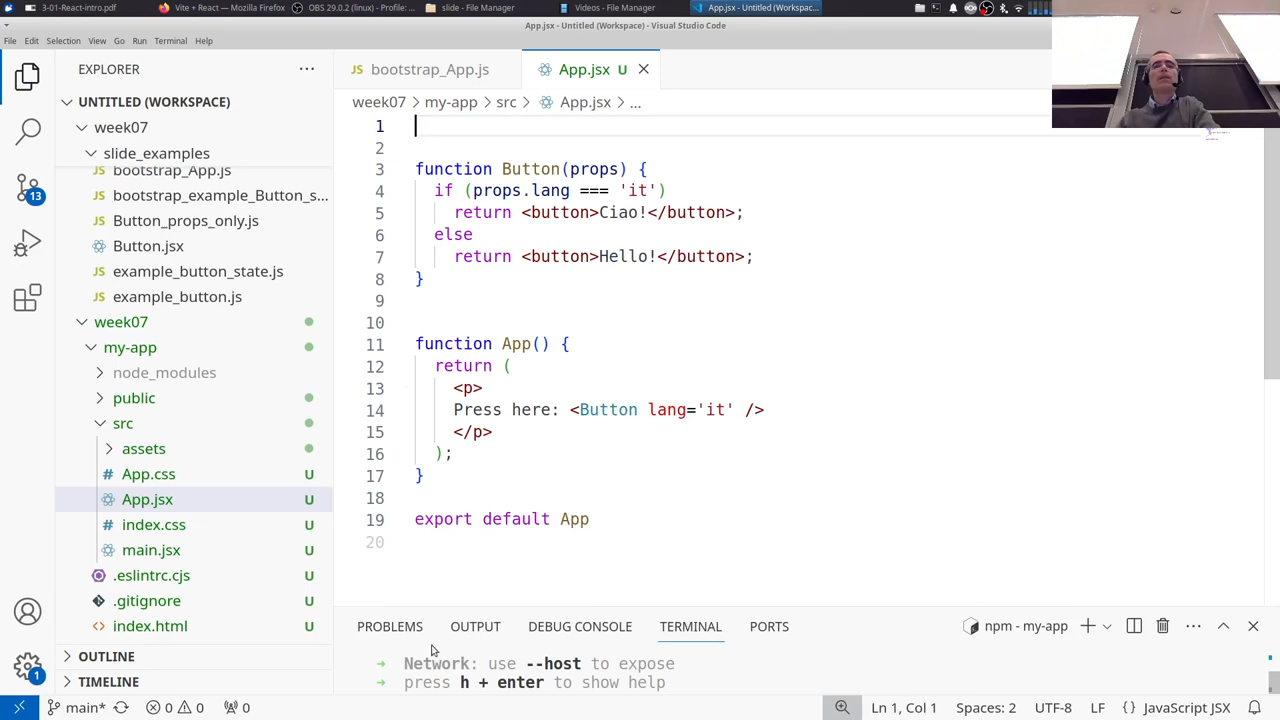 3-01-React-intro.pdf
Vite + React — Mozilla Firefox
OBS 29.0.2 (linux) - Profile: ...
slide - File Manager
Videos - File Manager
App.jsx - Untitled (Workspac...
App.jsx - Untitled (Workspace) - Visual Studio Code
File Edit Selection View Go Run Terminal Help
EXPLORER
UNTITLED (WORKSPACE)
week07
slide_examples
bootstrap_App.js
bootstrap_example_Button_s...
Button_props_only.js
Button.jsx
example_button_state.js
example_button.js
week07
my-app
node_modules
public
src
assets
App.css U
App.jsx U
index.css U
main.jsx U
.eslintrc.cjs U
.gitignore U
index.html U
OUTLINE
TIMELINE
13
1
bootstrap_App.js
App.jsx U
week07 > my-app > src > App.jsx > ...
1
2
3 function Button(props) {
4 if (props.lang === 'it')
5 return <button>Ciao!</button>;
6 else
7 return <button>Hello!</button>;
8 }
9
10
11 function App() {
12 return (
13 <p>
14 Press here: <Button lang='it' />
15 </p>
16 );
17 }
18
19 export default App
20
PROBLEMS OUTPUT DEBUG CONSOLE TERMINAL PORTS
npm - my-app
➜ Network: use --host to expose
➜ press h + enter to show help
main* 0 0 0
Ln 1, Col 1 Spaces: 2 UTF-8 LF {} JavaScript JSX